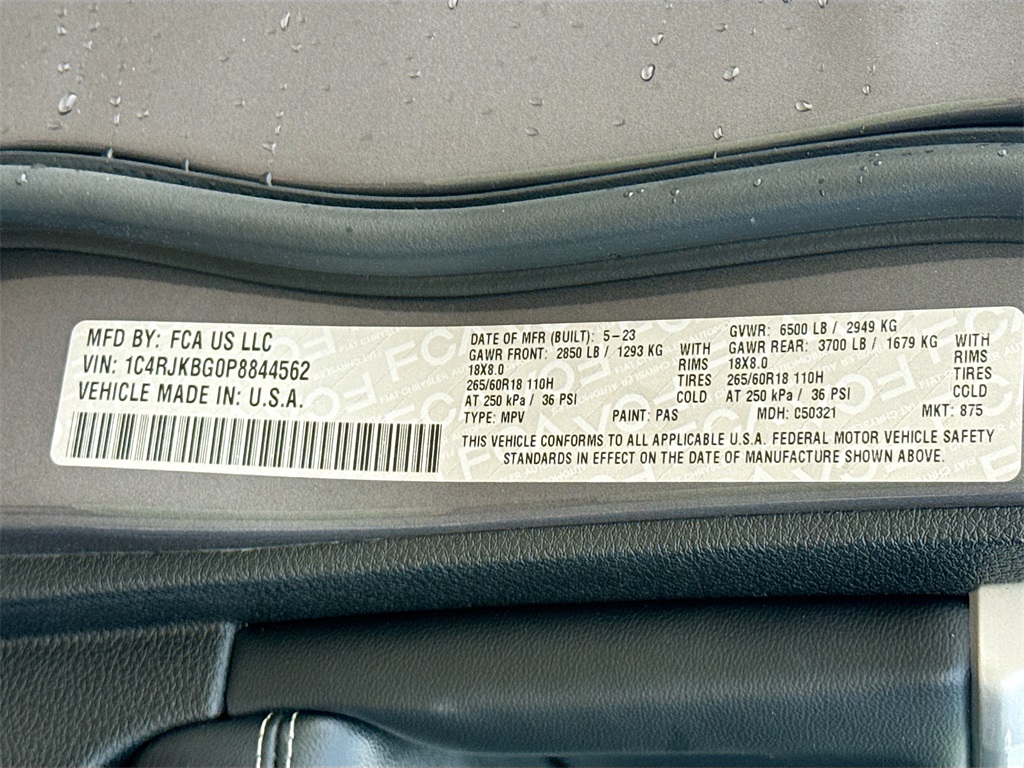 MFD BY: FCA US LLC
VIN: 1C4RJKBG0P8844562
VEHICLE MADE IN: U.S.A.
DATE OF MFR (BUILT): 5-23
GAWR FRONT: 2850 LB / 1293 KG WITH
18X8.0 RIMS
265/60R18 110H TIRES
AT 250 kPa / 36 PSI COLD
TYPE: MPV PAINT: PAS
GVWR: 6500 LB / 2949 KG
GAWR REAR: 3700 LB / 1679 KG WITH
18X8.0 RIMS
265/60R18 110H TIRES
AT 250 kPa / 36 PSI COLD
MDH: C50321 MKT: 875
THIS VEHICLE CONFORMS TO ALL APPLICABLE U.S.A. FEDERAL MOTOR VEHICLE SAFETY
STANDARDS IN EFFECT ON THE DATE OF MANUFACTURE SHOWN ABOVE.